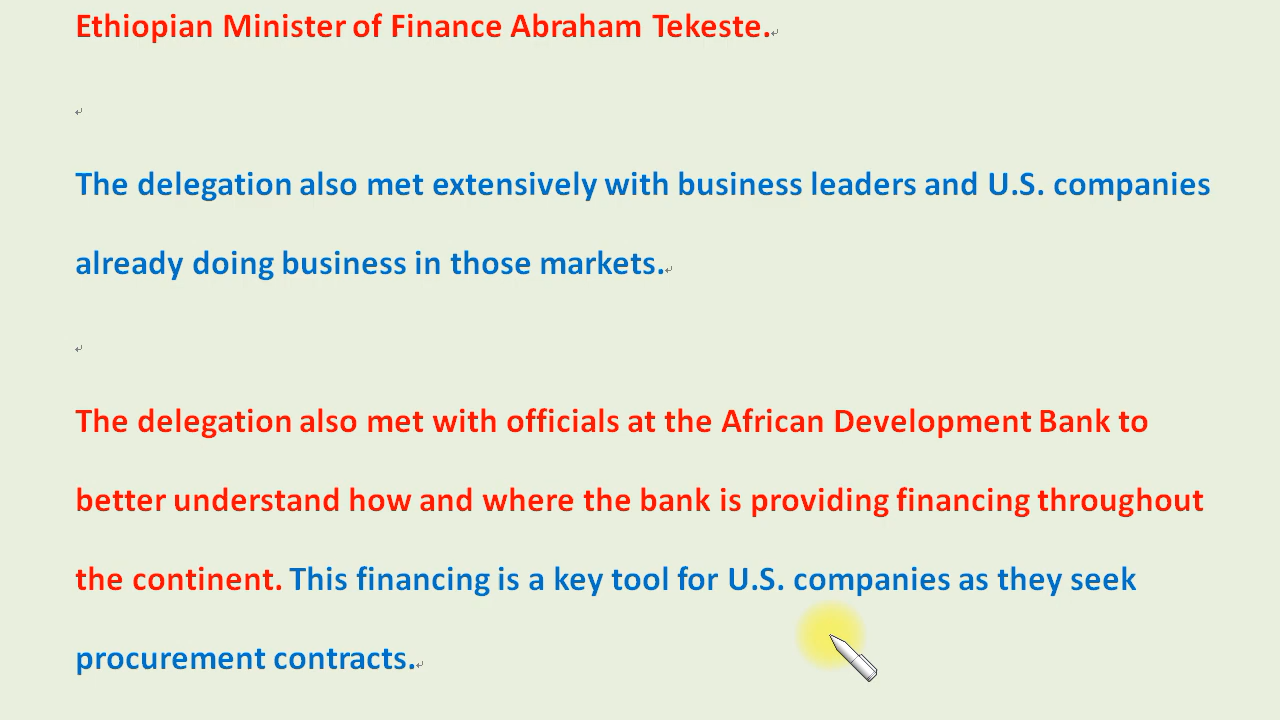 Ethiopian Minister of Finance Abraham Tekeste.
The delegation also met extensively with business leaders and U.S. companies
already doing business in those markets.
The delegation also met with officials at the African Development Bank to
better understand how and where the bank is providing financing throughout
the continent. This financing is a key tool for U.S. companies as they seek
procurement contracts.